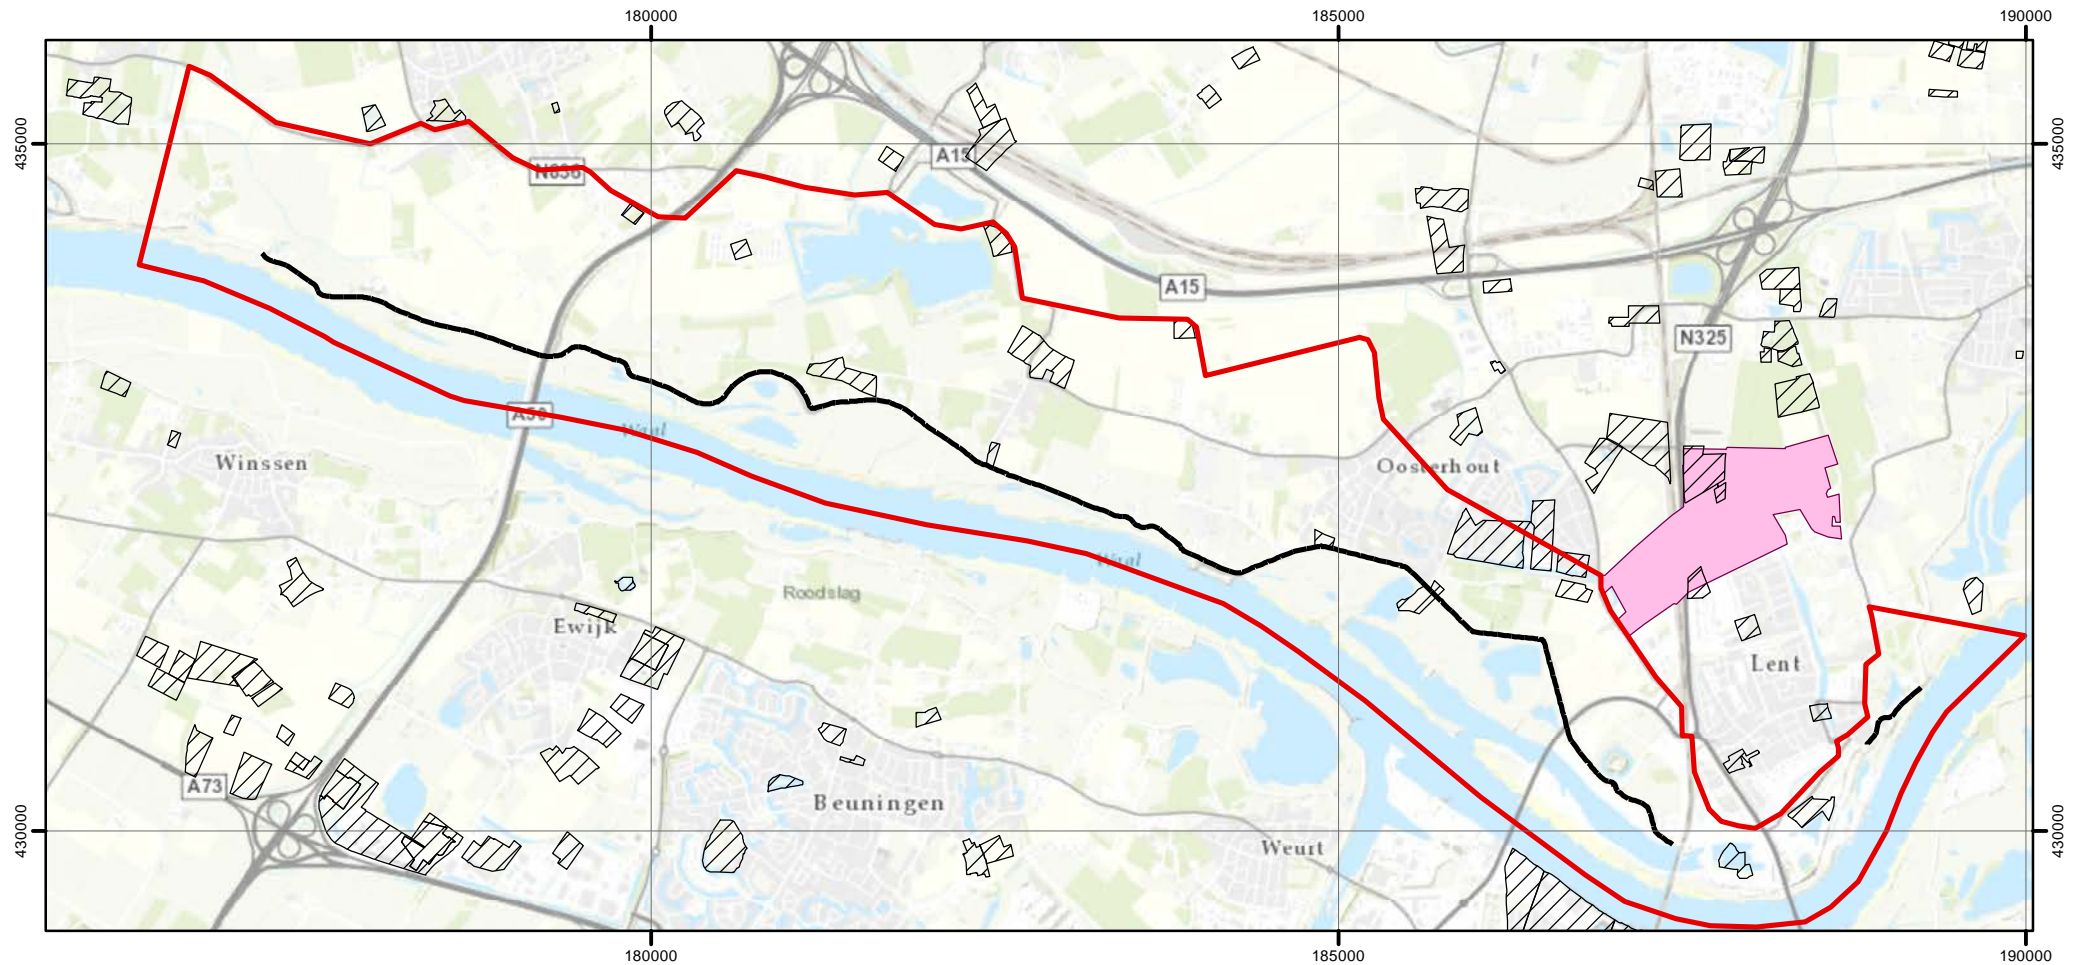 180000
185000
190000
435000
435000
A15
N836
A15
N325
A50
Waal
Winssen
Oosterhout
Waal
Roodslag
Ewijk
Lent
A73
Beuningen
430000
430000
Weurt
180000
185000
190000